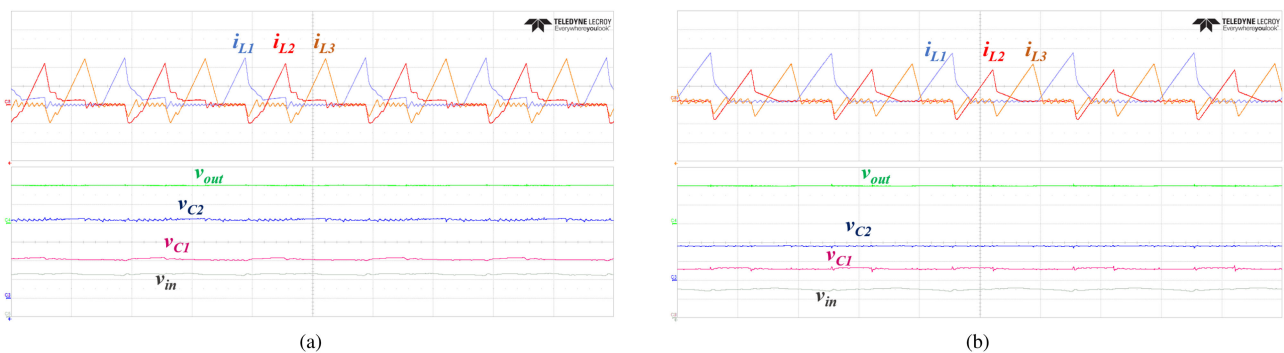 TELEDYNE LECROY
Everywhereyoulook
iL1 iL2 iL3
vout
vC2
vC1
vin
(a)
TELEDYNE LECROY
Everywhereyoulook
iL1 iL2 iL3
vout
vC2
vC1
vin
(b)